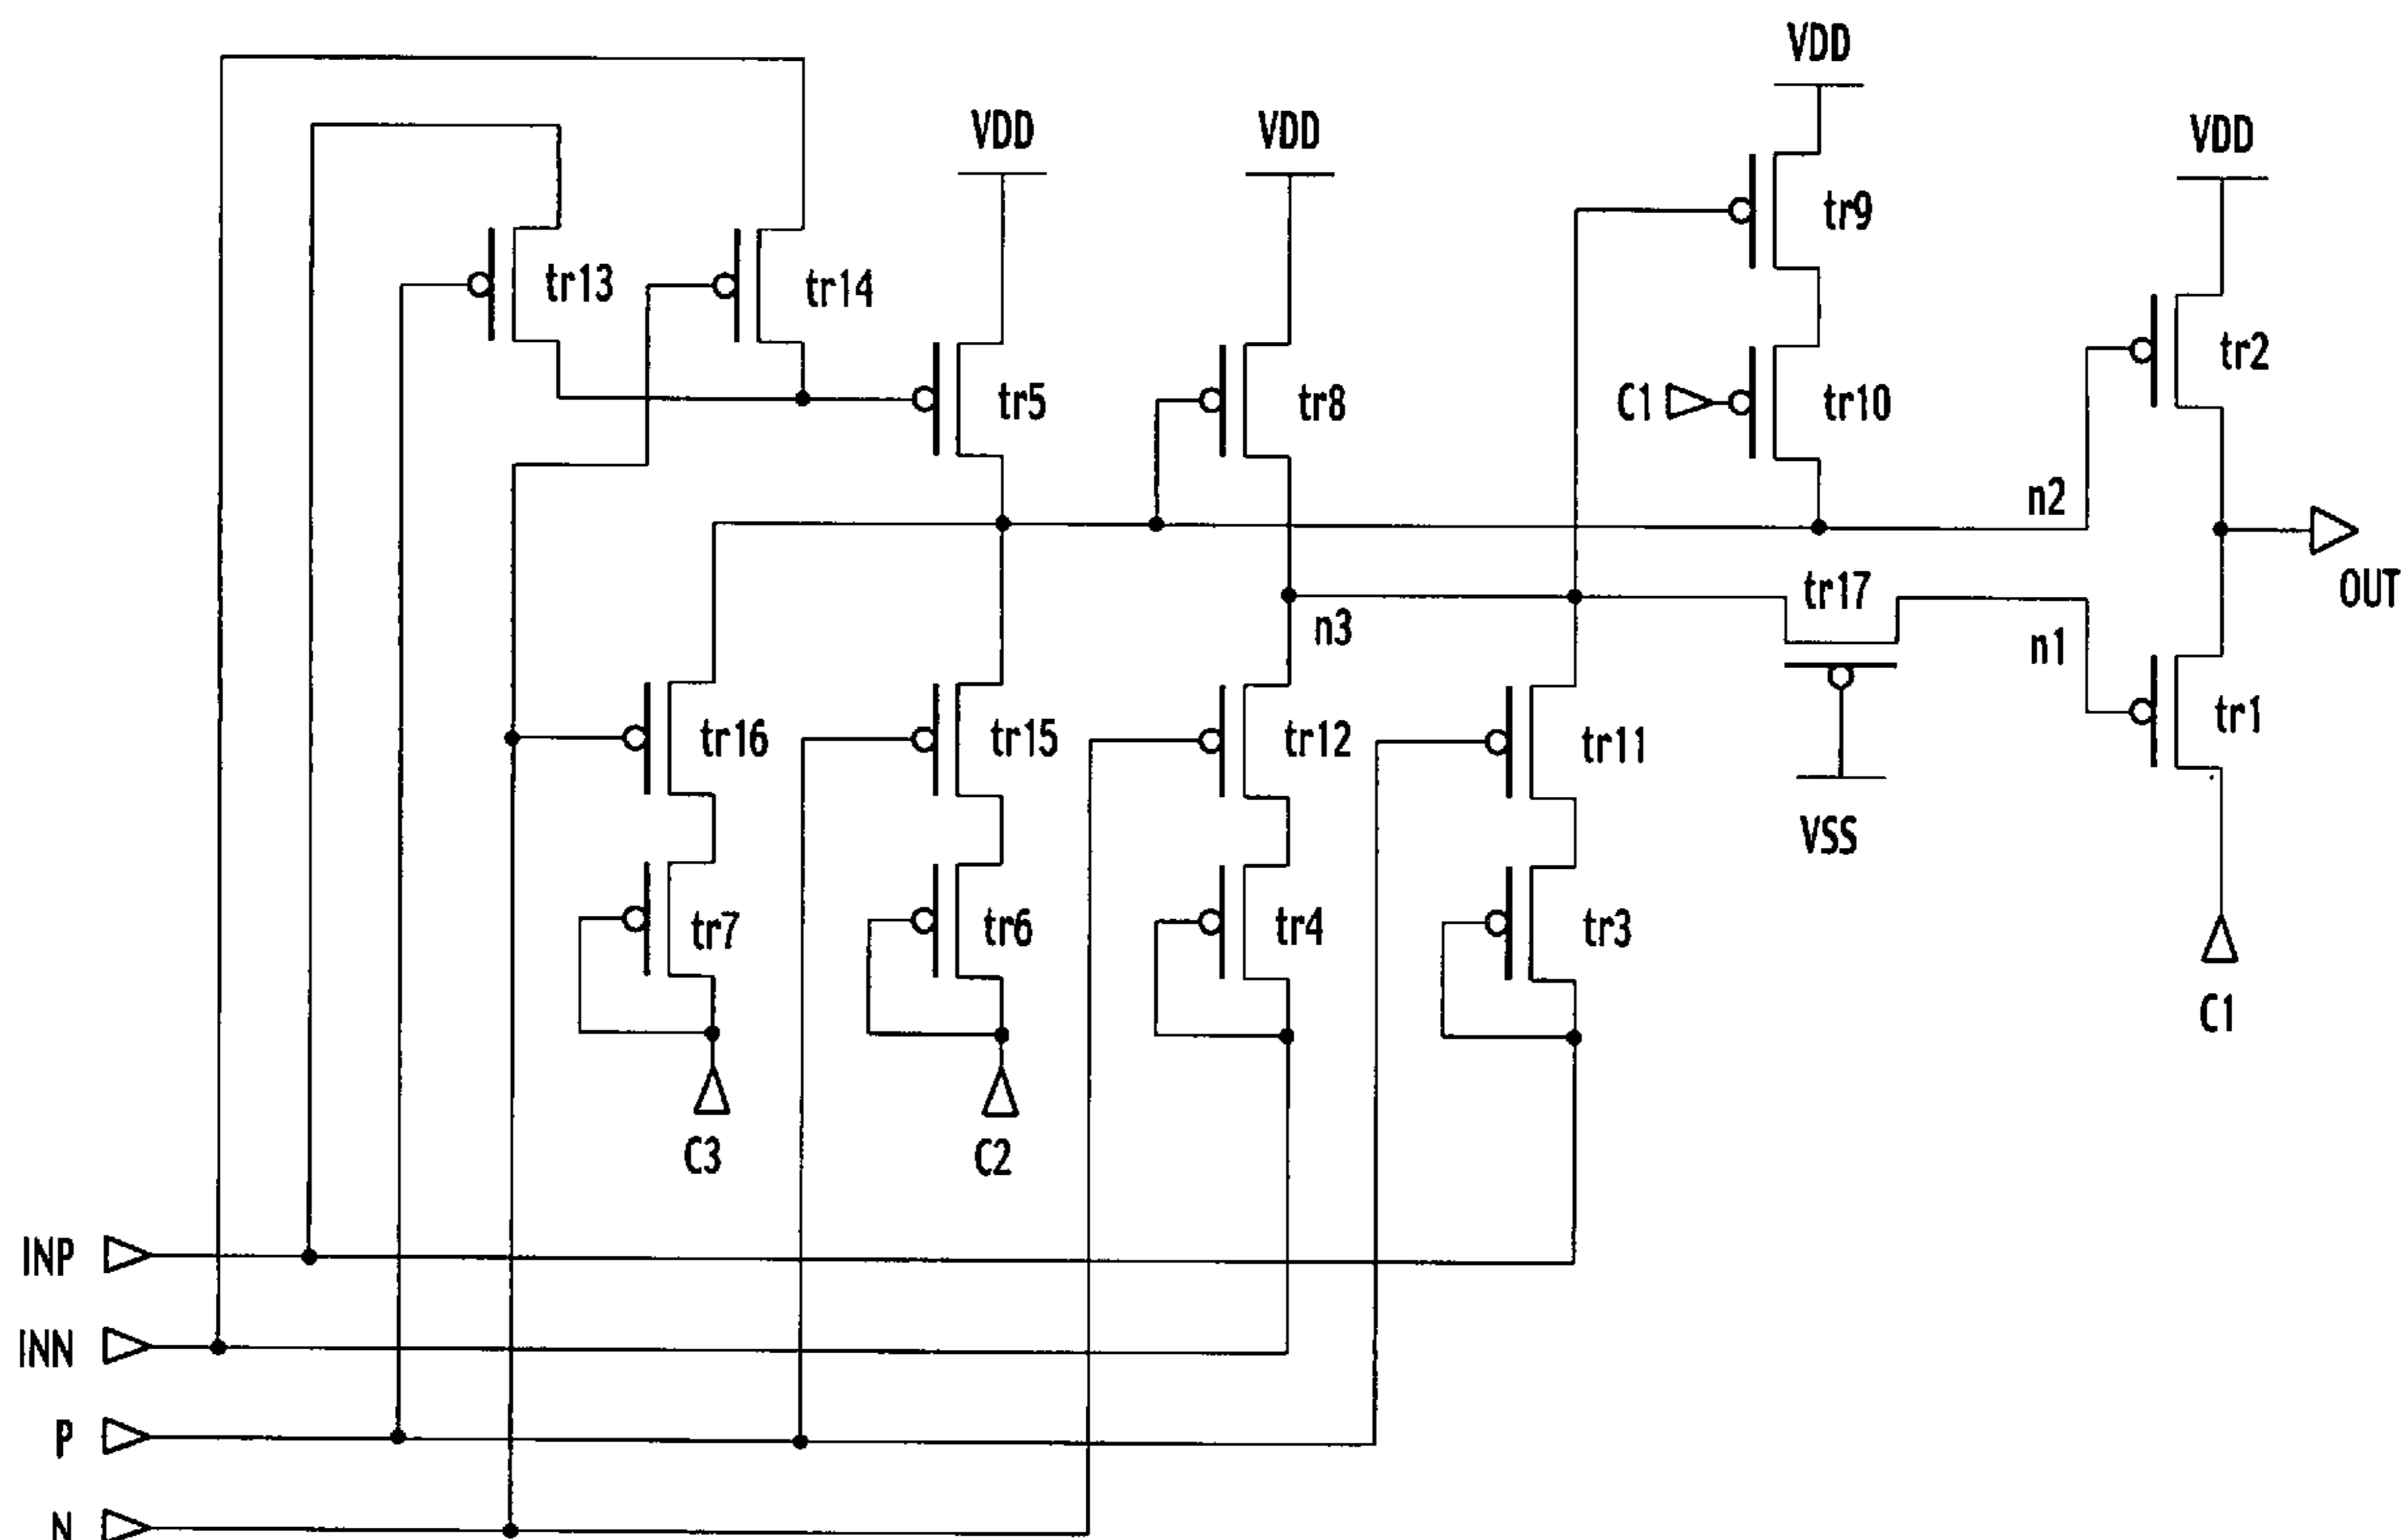 VDD
VDD
VDD
VDD
tr9
tr13
tr14
tr2
tr5
tr8
C1
tr10
n2
OUT
tr17
n3
n1
tr16
tr15
tr12
tr11
tr1
VSS
tr7
tr6
tr4
tr3
C1
C3
C2
INP
INN
P
N